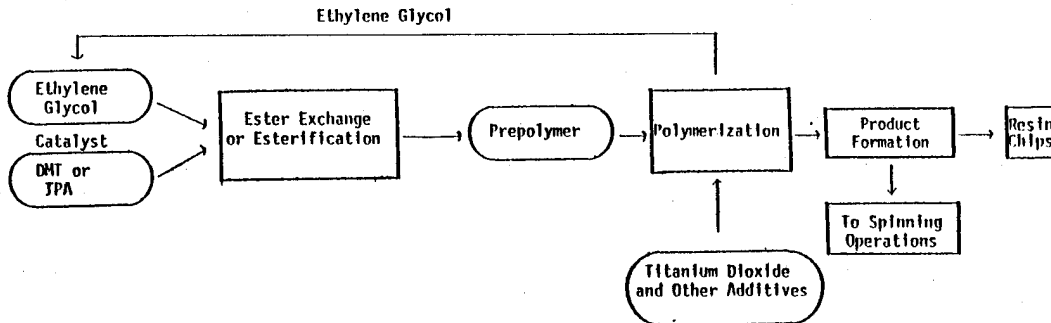 Ethylene Glycol
Ethylene
Glycol
Catalyst
DMT or
TPA
Ester Exchange
or Esterification
Prepolymer
Polymerization
Product
Formation
Resin
Chips
To Spinning
Operations
Titanium Dioxide
and Other Additives